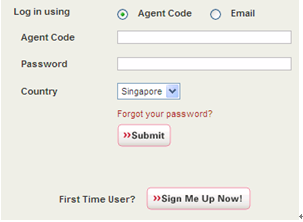 Log in using Agent Code Email
Agent Code
Password
Country Singapore
Forgot your password?
»Submit
First Time User? »Sign Me Up Now!